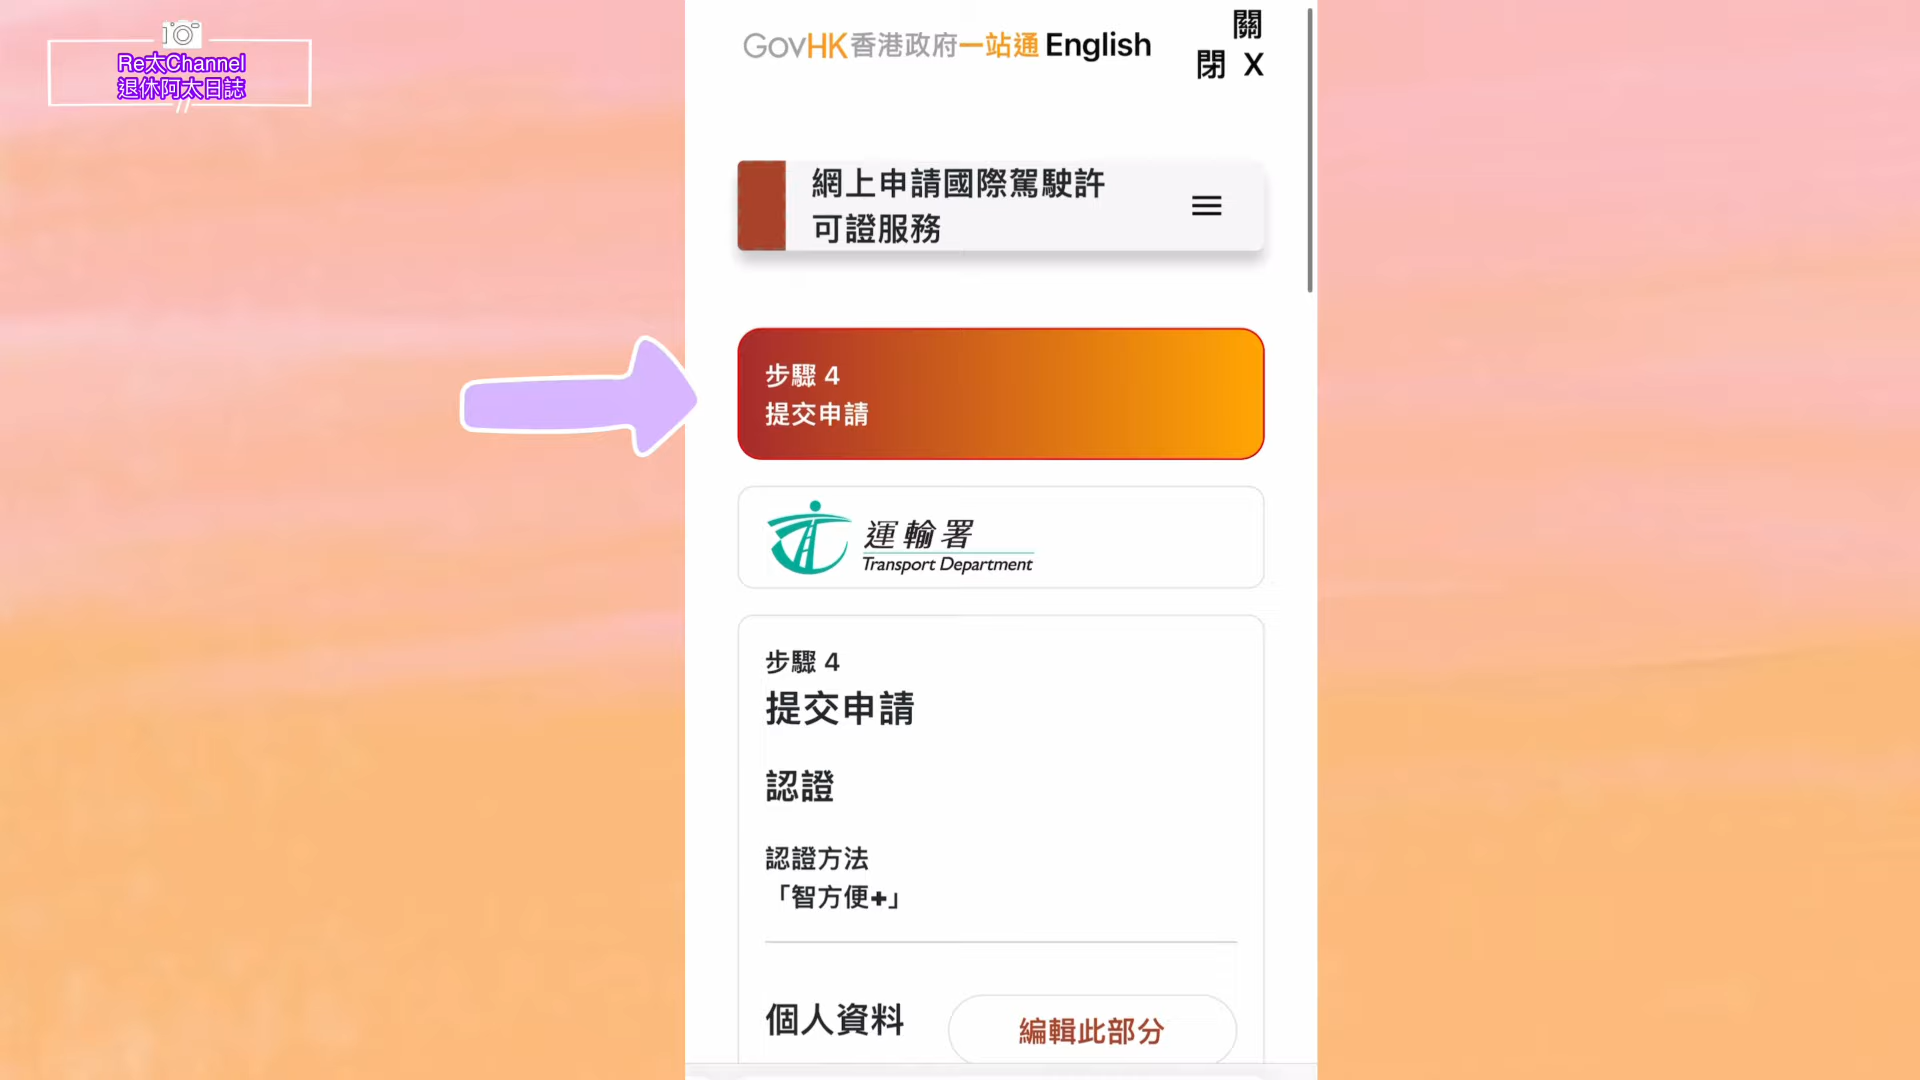 Re太Channel
退休阿太日誌
GovHK香港政府一站通 English
關
閉 X
網上申請國際駕駛許
可證服務
步驟 4
提交申請
運輸署
Transport Department
步驟 4
提交申請
認證
認證方法
「智方便+」
個人資料
編輯此部分